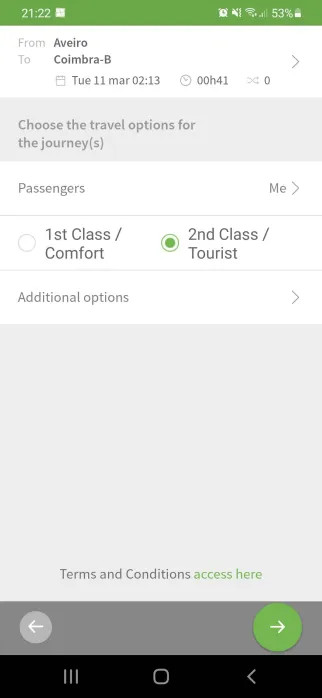 21:22
53%
From Aveiro
To Coimbra-B
Tue 11 mar 02:13 00h41 0
Choose the travel options for
the journey(s)
Passengers Me
1st Class / 2nd Class /
Comfort Tourist
Additional options
Terms and Conditions access here